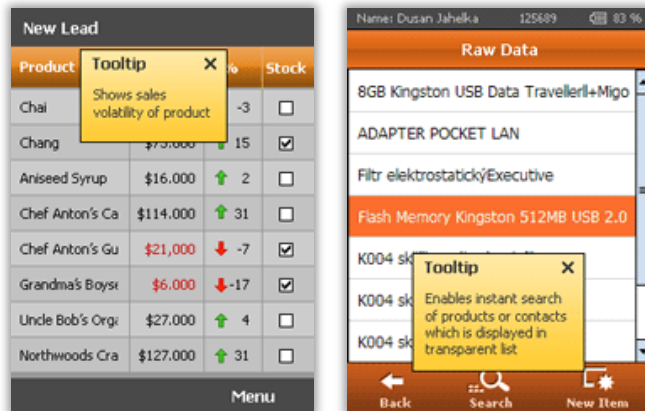 New Lead
Product
%
Stock
Tooltip
Shows sales
volatility of product
Chai
-3
Chang
$75.000
15
Aniseed Syrup
$16.000
2
Chef Anton's Ca
$114.000
31
Chef Anton's Gu
$21,000
-7
Grandma's Boyse
$6.000
-17
Uncle Bob's Orga
$27.000
4
Northwoods Cra
$127.000
31
Menu
Name: Dusan Jahelka
125689
83 %
Raw Data
8GB Kingston USB Data Travellerll+Migo
ADAPTER POCKET LAN
Filtr elektrostatickýExecutive
Flash Memory Kingston 512MB USB 2.0
K004
K004
K004
Tooltip
Enables instant search
of products or contacts
which is displayed in
transparent list
Back
Search
New Item